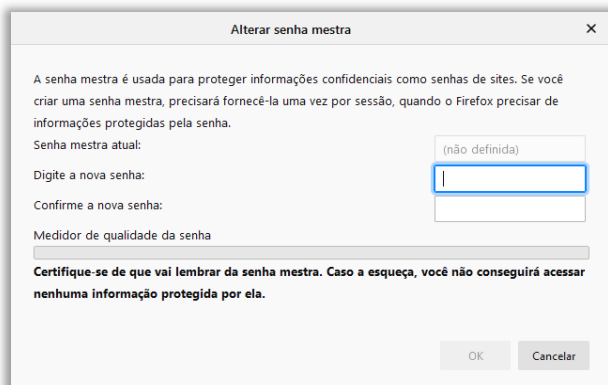 Alterar senha mestra
A senha mestra é usada para proteger informações confidenciais como senhas de sites. Se você
criar uma senha mestra, precisará fornecê-la uma vez por sessão, quando o Firefox precisar de
informações protegidas pela senha.
Senha mestra atual:
(não definida)
Digite a nova senha:
Confirme a nova senha:
Medidor de qualidade da senha
Certifique-se de que vai lembrar da senha mestra. Caso a esqueça, você não conseguirá acessar
nenhuma informação protegida por ela.
OK
Cancelar